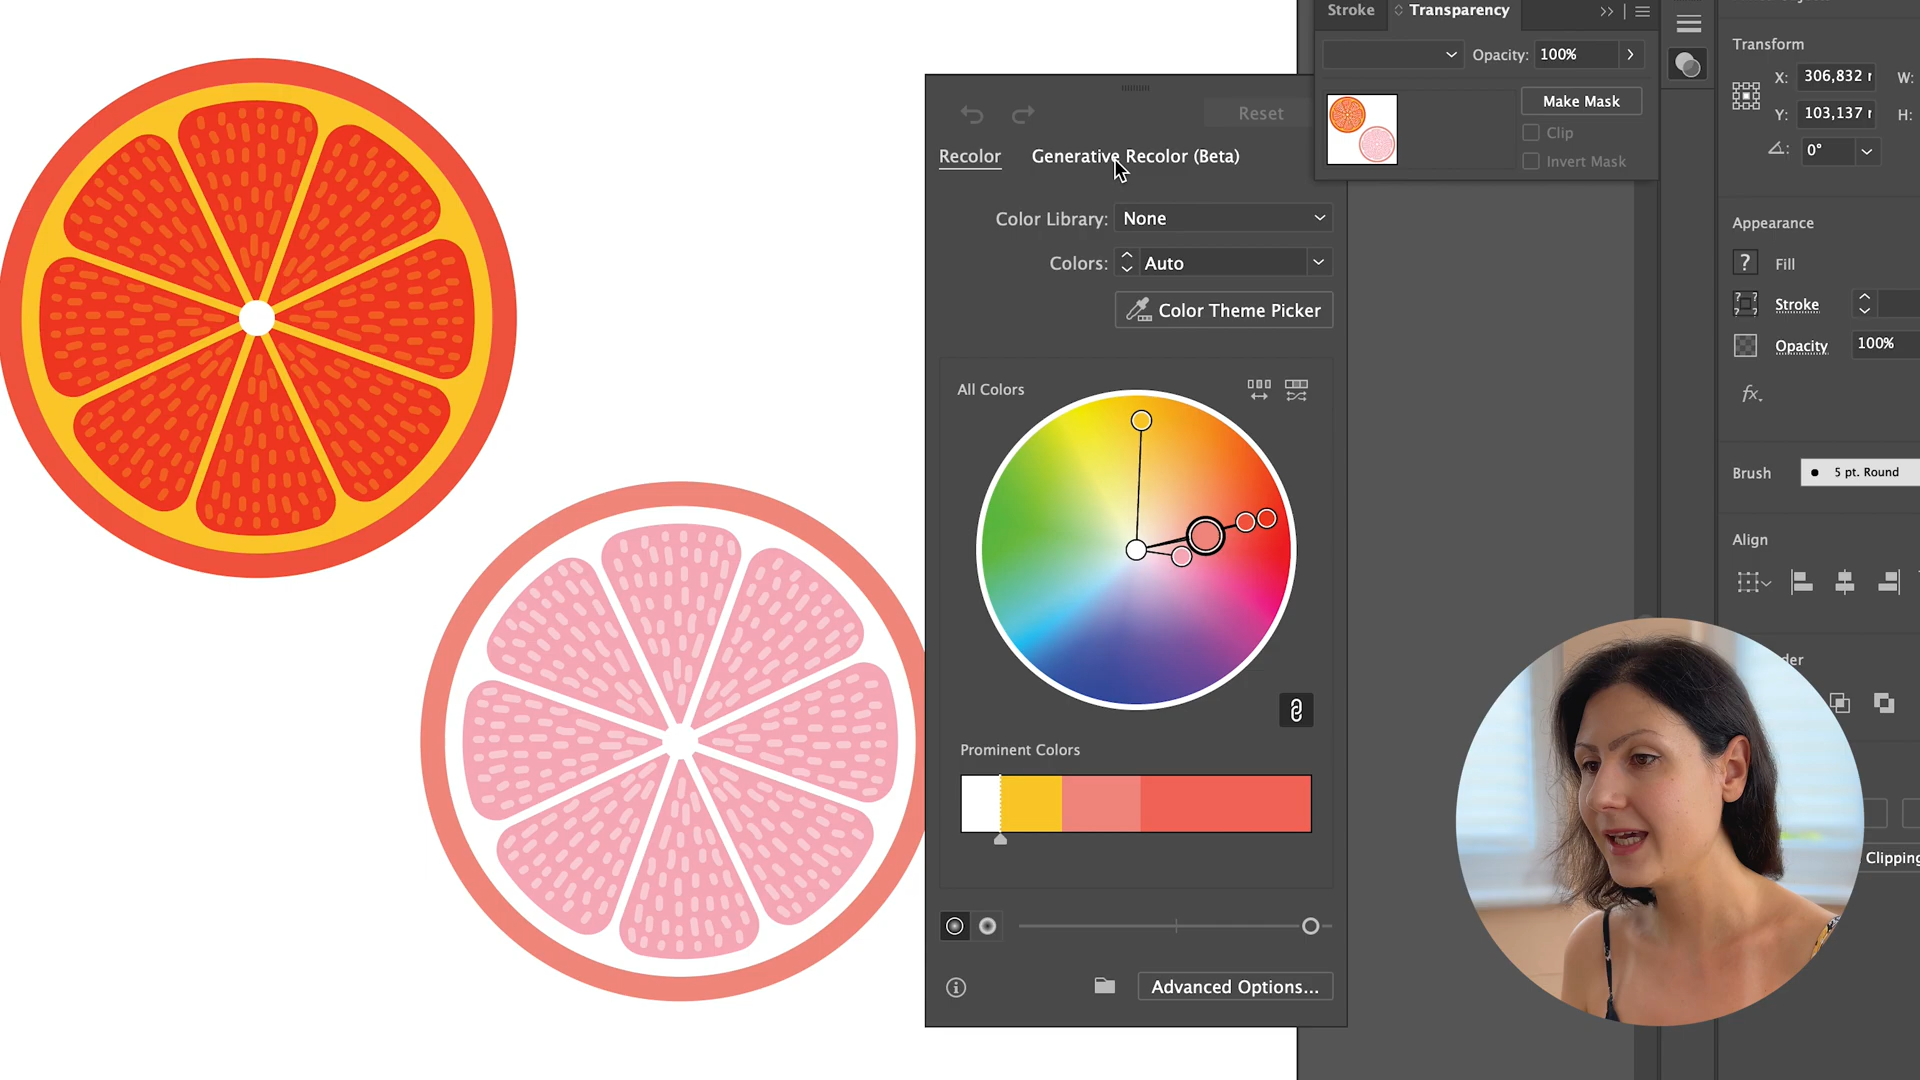 Stroke
Transparency
Opacity: 100%
Make Mask
Clip
Invert Mask
Transform
X: 306,832
W:
Y: 103,137
H:
0°
Reset
Recolor
Generative Recolor (Beta)
Color Library: None
Colors: Auto
Color Theme Picker
All Colors
Prominent Colors
Advanced Options...
Appearance
? Fill
? ? Stroke
Opacity 100%
fx.
Brush
5 pt. Round
Align
Clipping